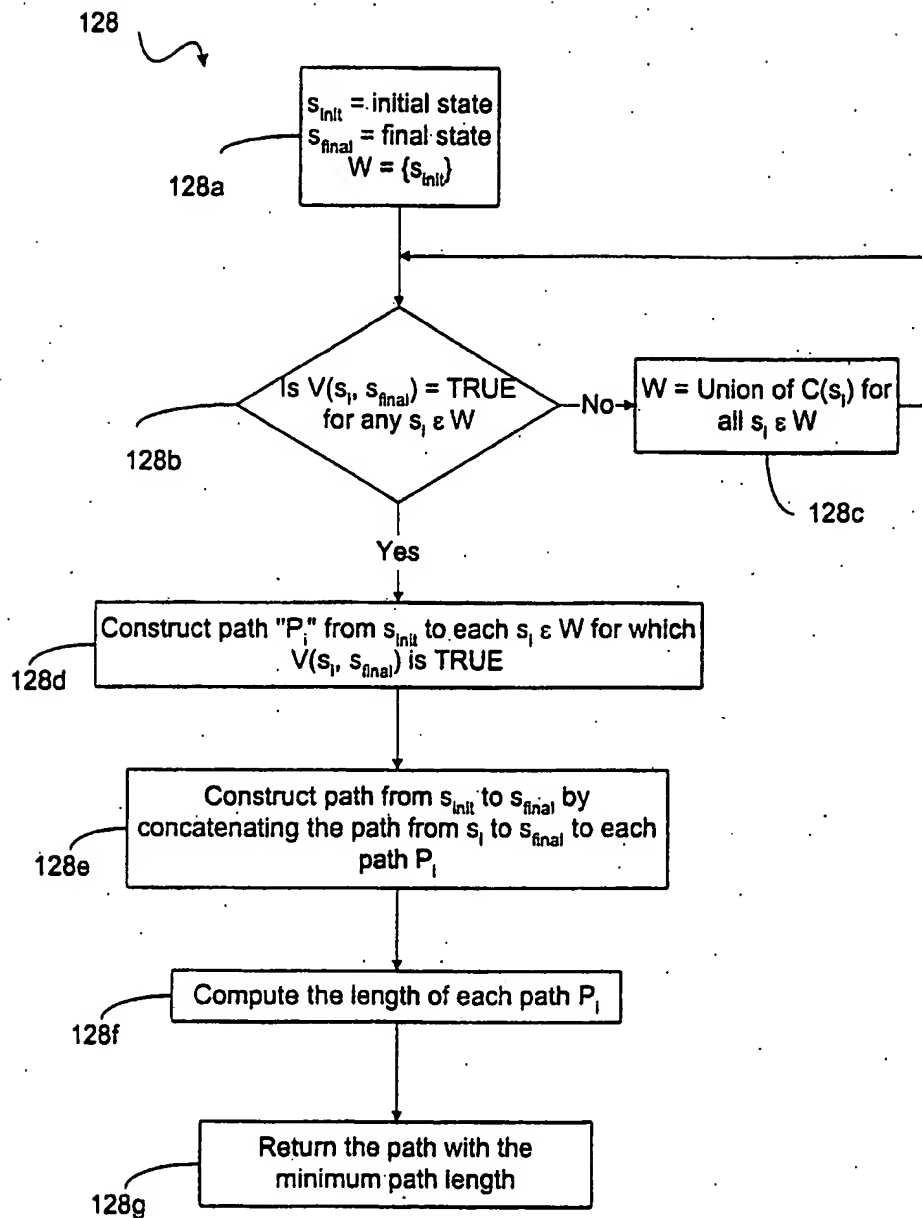 128
s_init = initial state
s_final = final state
W = {s_init}
128a
Is V(s_i, s_final) = TRUE
for any s_i ε W
128b
No
W = Union of C(s_i) for
all s_i ε W
128c
Yes
Construct path "P_i" from s_init to each s_i ε W for which
V(s_i, s_final) is TRUE
128d
Construct path from s_init to s_final by
concatenating the path from s_i to s_final to each
path P_i
128e
Compute the length of each path P_i
128f
Return the path with the
minimum path length
128g